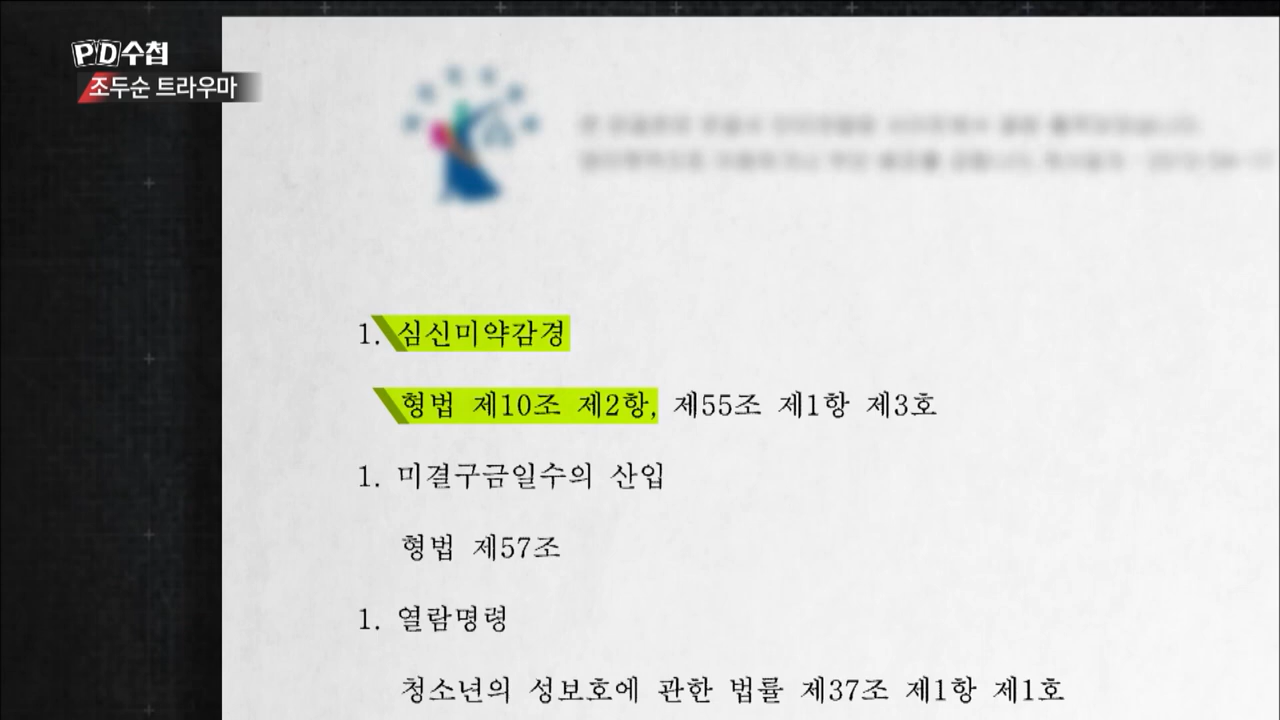 PD수첩
조두순 트라우마
1. 심신미약감경
형법 제10조 제2항, 제55조 제1항 제3호
1. 미결구금일수의 산입
형법 제57조
1. 열람명령
청소년의 성보호에 관한 법률 제37조 제1항 제1호